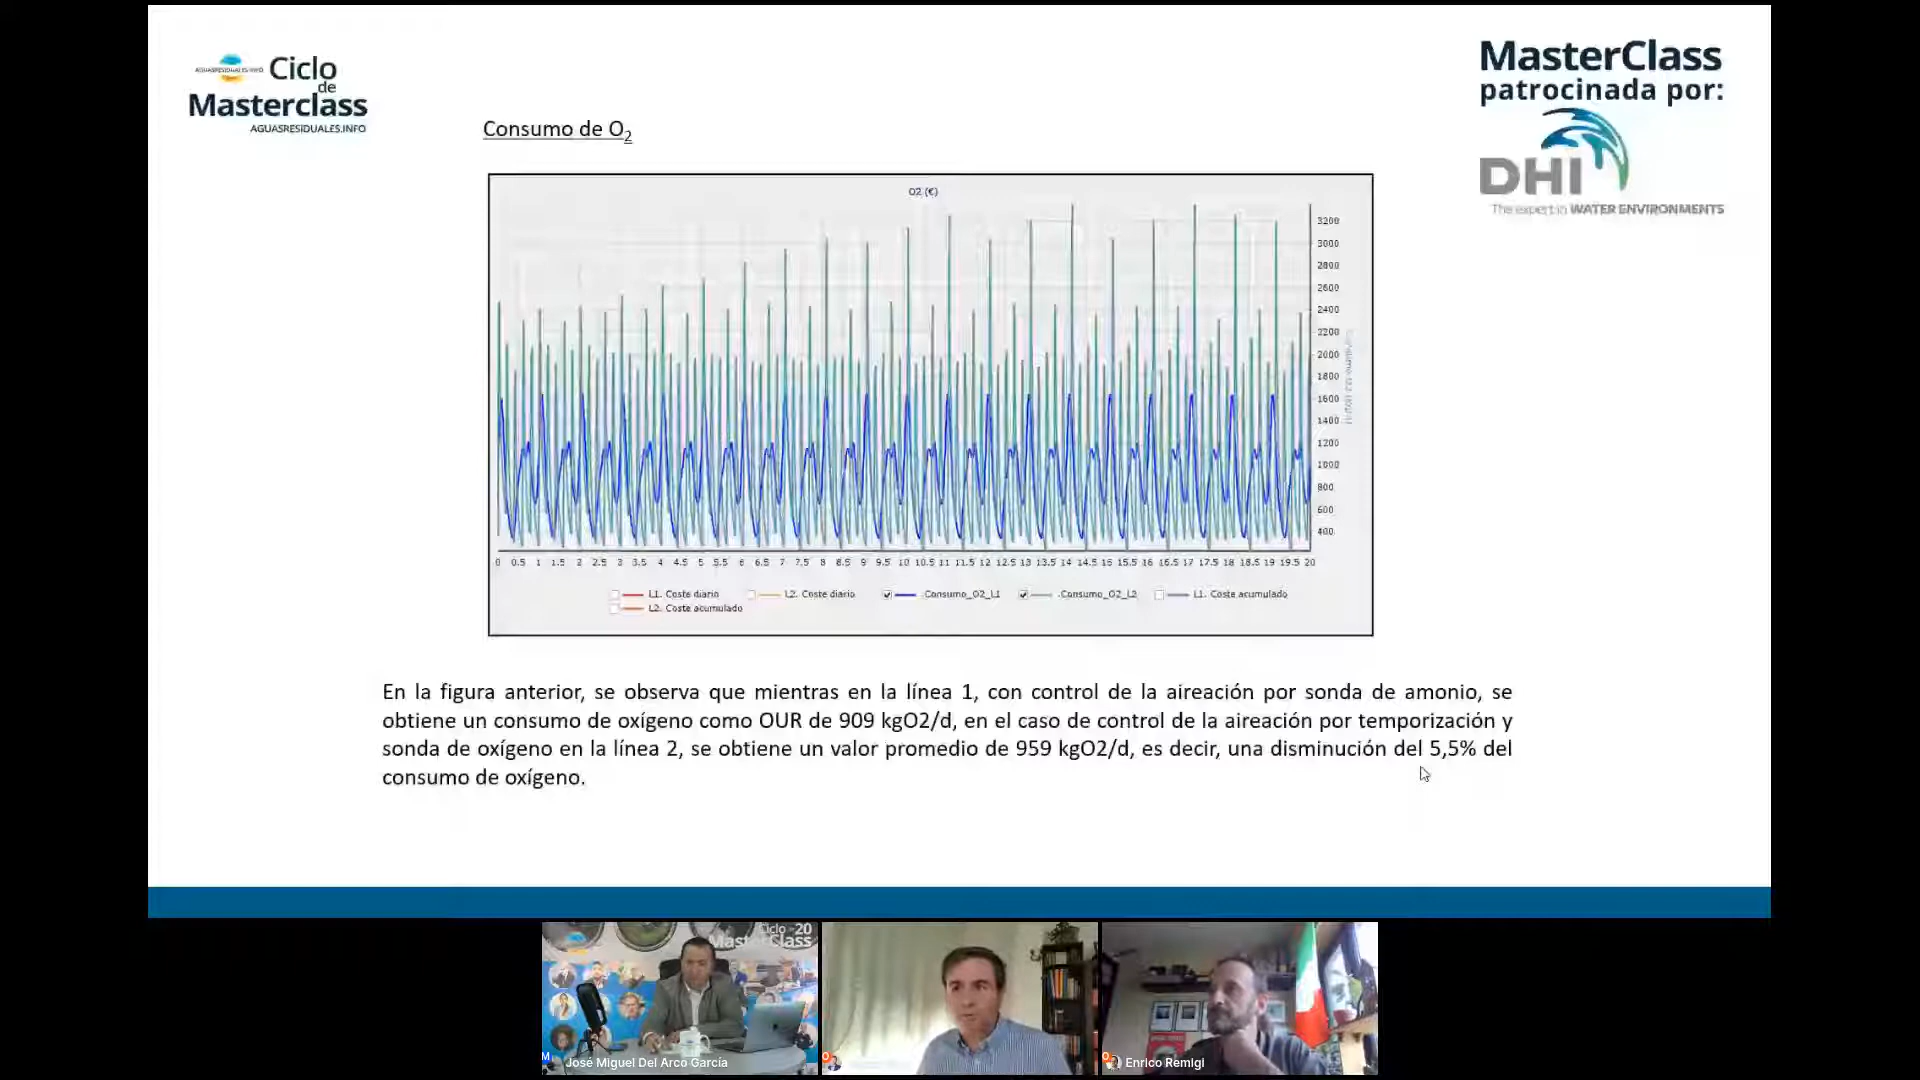 AGUASRESIDUALES.INFO
Ciclo
de
Masterclass
AGUASRESIDUALES.INFO
MasterClass
patrocinada por:
DHI
The expert in WATER ENVIRONMENTS
Consumo de O2
O2 (€)
3200
3000
2800
2600
2400
2200
2000
1800
1600
1400
1200
1000
800
600
400
0 0.5 1 1.5 2 2.5 3 3.5 4 4.5 5 5.5 6 6.5 7 7.5 8 8.5 9 9.5 10 10.5 11 11.5 12 12.5 13 13.5 14 14.5 15 15.5 16 16.5 17 17.5 18 18.5 19 19.5 20
L1. Coste diario L2. Coste diario .Consumo_O2_L1 .Consumo_O2_L2 L1. Coste acumulado
L2. Coste acumulado
En la figura anterior, se observa que mientras en la línea 1, con control de la aireación por sonda de amonio, se
obtiene un consumo de oxígeno como OUR de 909 kgO2/d, en el caso de control de la aireación por temporización y
sonda de oxígeno en la línea 2, se obtiene un valor promedio de 959 kgO2/d, es decir, una disminución del 5,5% del
consumo de oxígeno.
Ciclo -20
MasterClass
José Miguel Del Arco García
Enrico Remigi